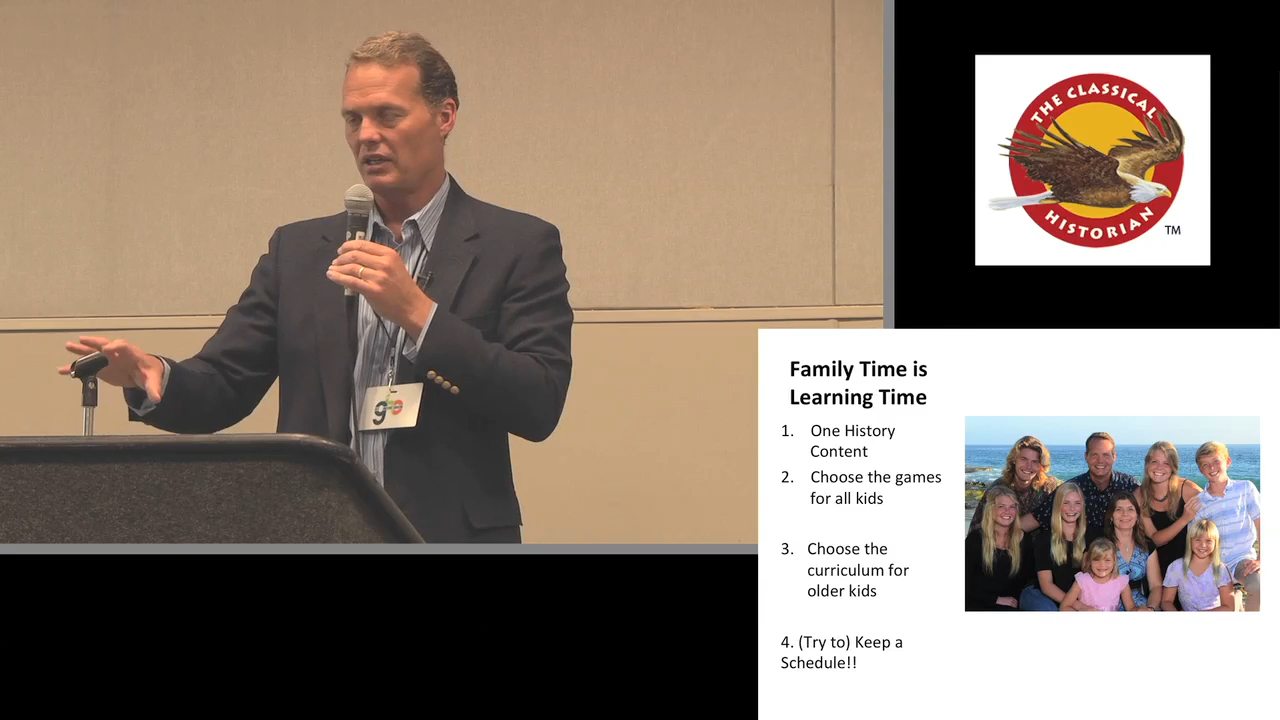 THE CLASSICAL
HISTORIAN
TM
Family Time is
Learning Time
1. One History
Content
2. Choose the games
for all kids
3. Choose the
curriculum for
older kids
4. (Try to) Keep a
Schedule!!